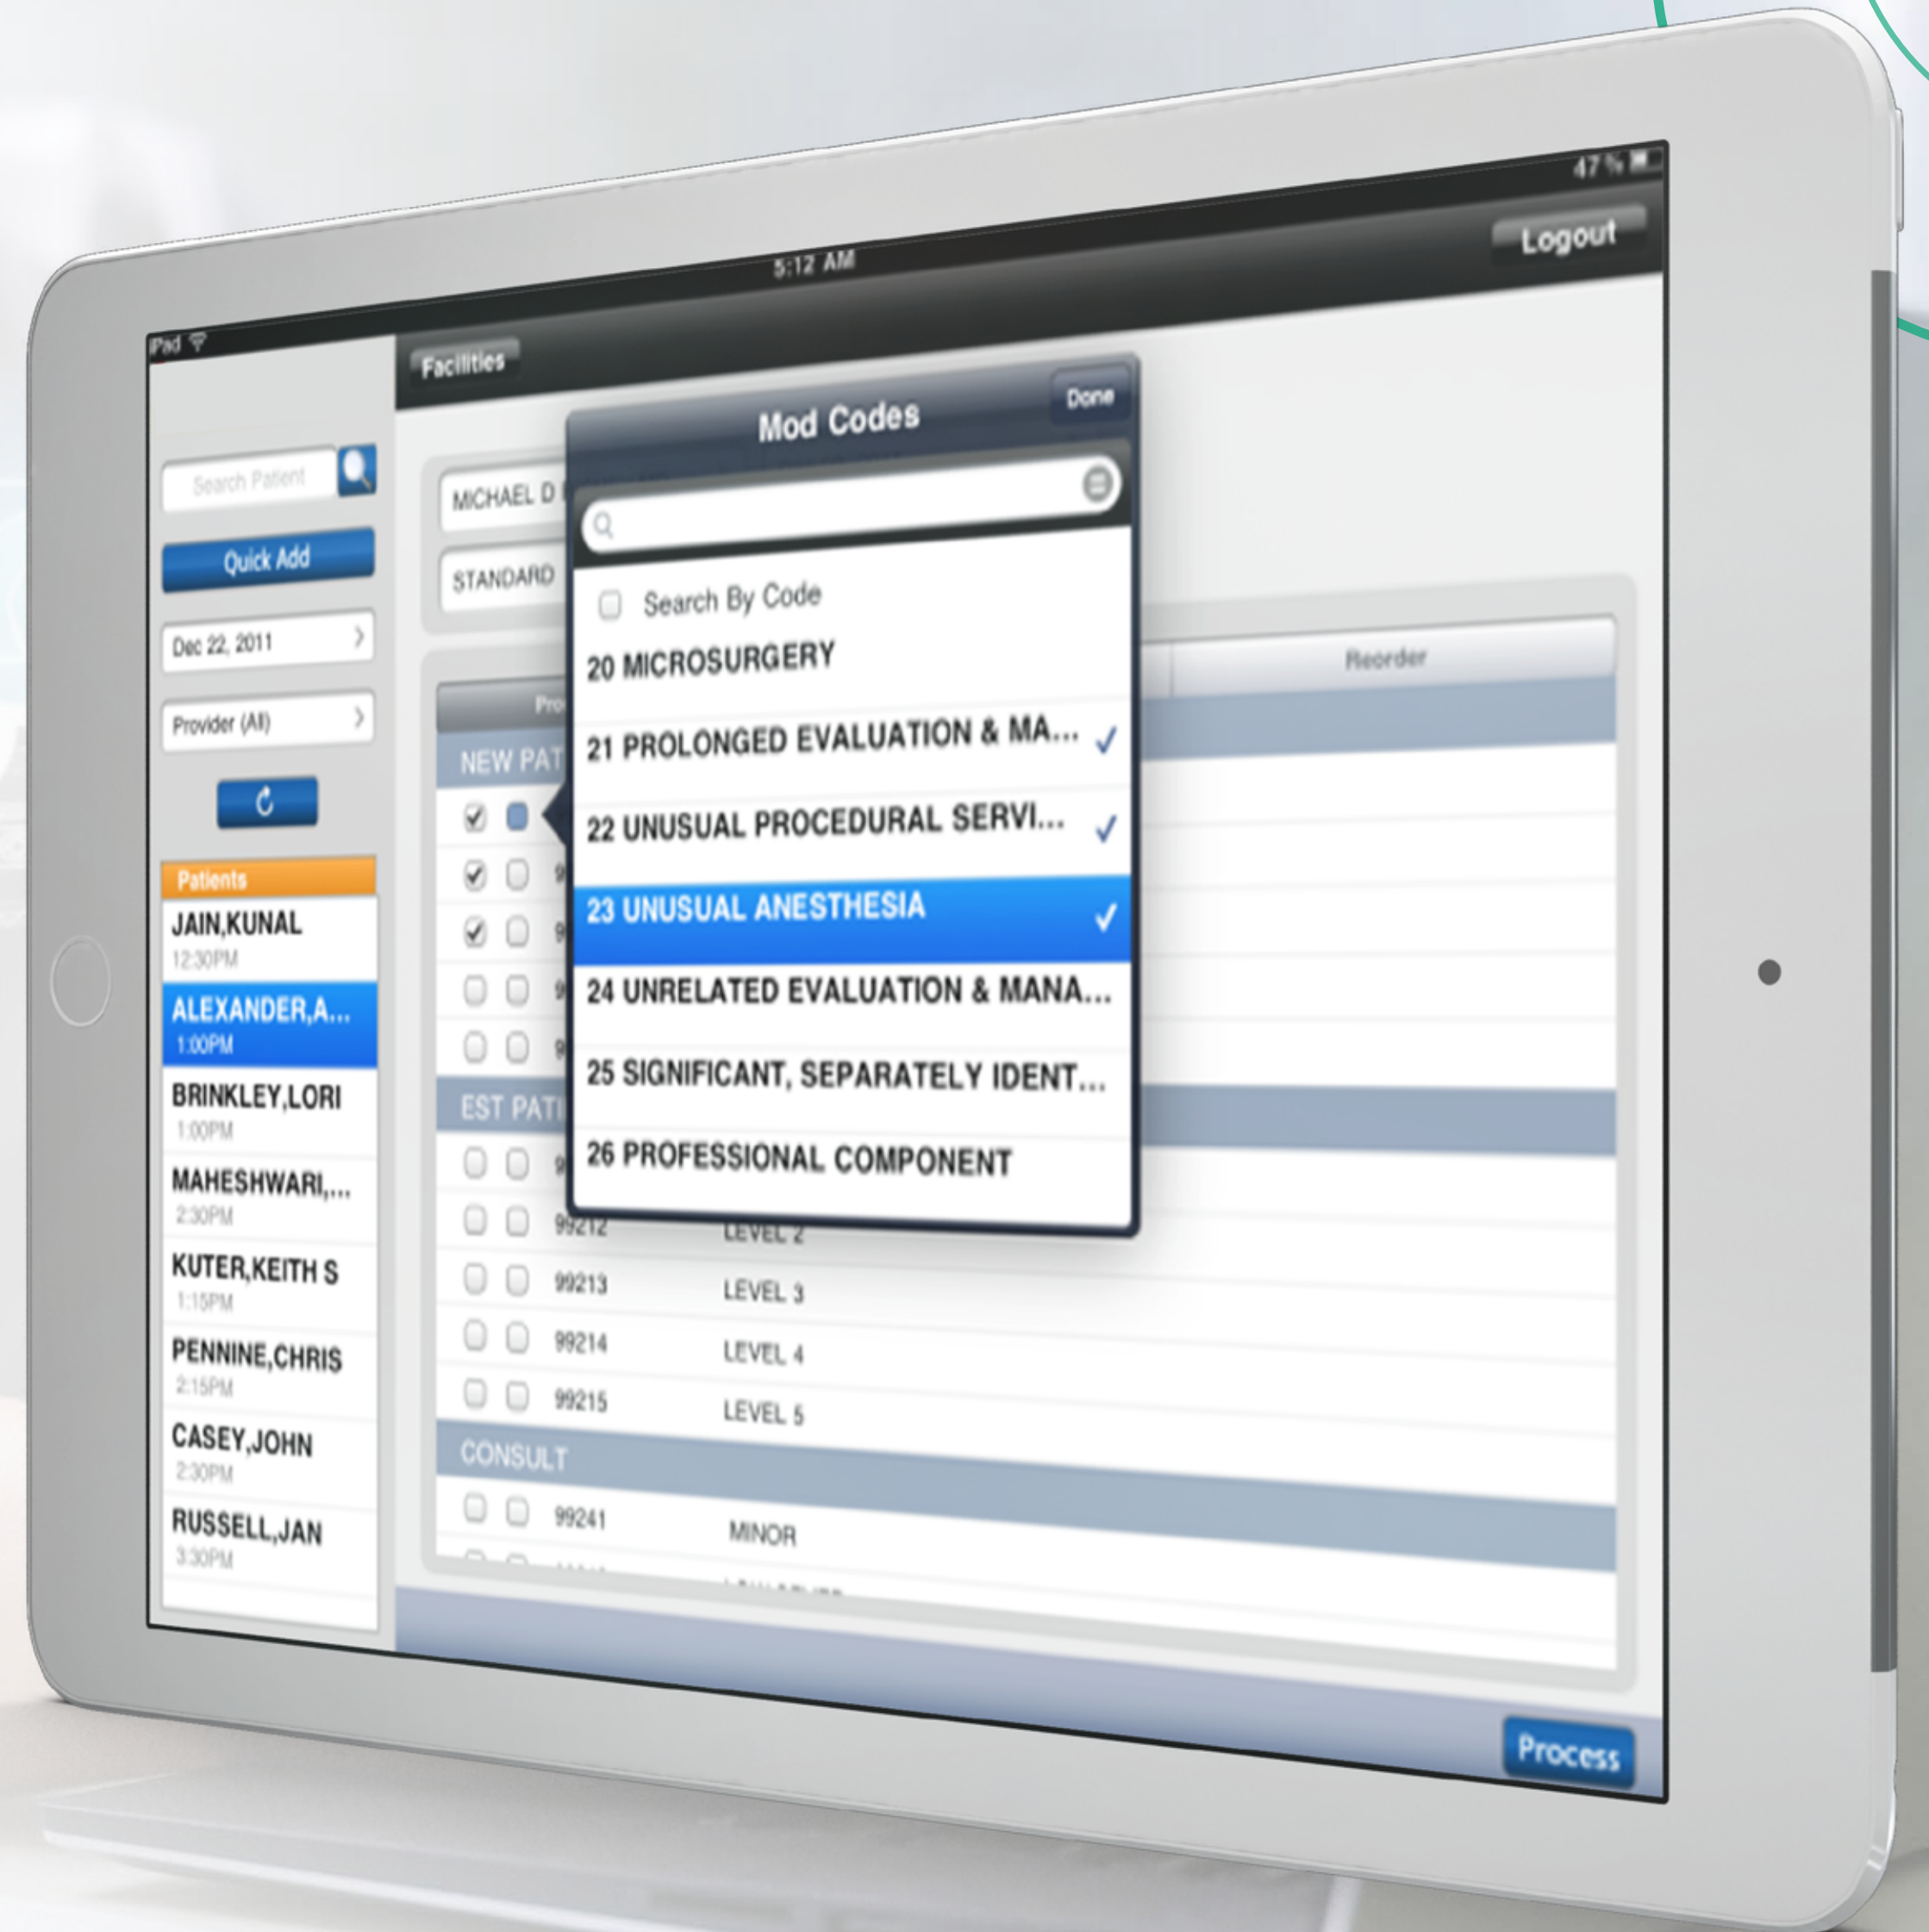 iPad
5:12 AM
47%
Facilities
Logout
Search Patient
Quick Add
Dec 22, 2011
Provider (All)
Patients
JAIN,KUNAL
12:30PM
ALEXANDER,A...
1:00PM
BRINKLEY,LORI
1:00PM
MAHESHWARI,...
2:30PM
KUTER,KEITH S
1:15PM
PENNINE,CHRIS
2:15PM
CASEY,JOHN
2:30PM
RUSSELL,JAN
3:30PM
MICHAEL D
STANDARD
Mod Codes
Done
Search By Code
20 MICROSURGERY
21 PROLONGED EVALUATION & MA...
22 UNUSUAL PROCEDURAL SERVI...
23 UNUSUAL ANESTHESIA
24 UNRELATED EVALUATION & MANA...
25 SIGNIFICANT, SEPARATELY IDENT...
26 PROFESSIONAL COMPONENT
Pro
Reorder
NEW PAT
EST PATI
99212 LEVEL 2
99213 LEVEL 3
99214 LEVEL 4
99215 LEVEL 5
CONSULT
99241 MINOR
Process